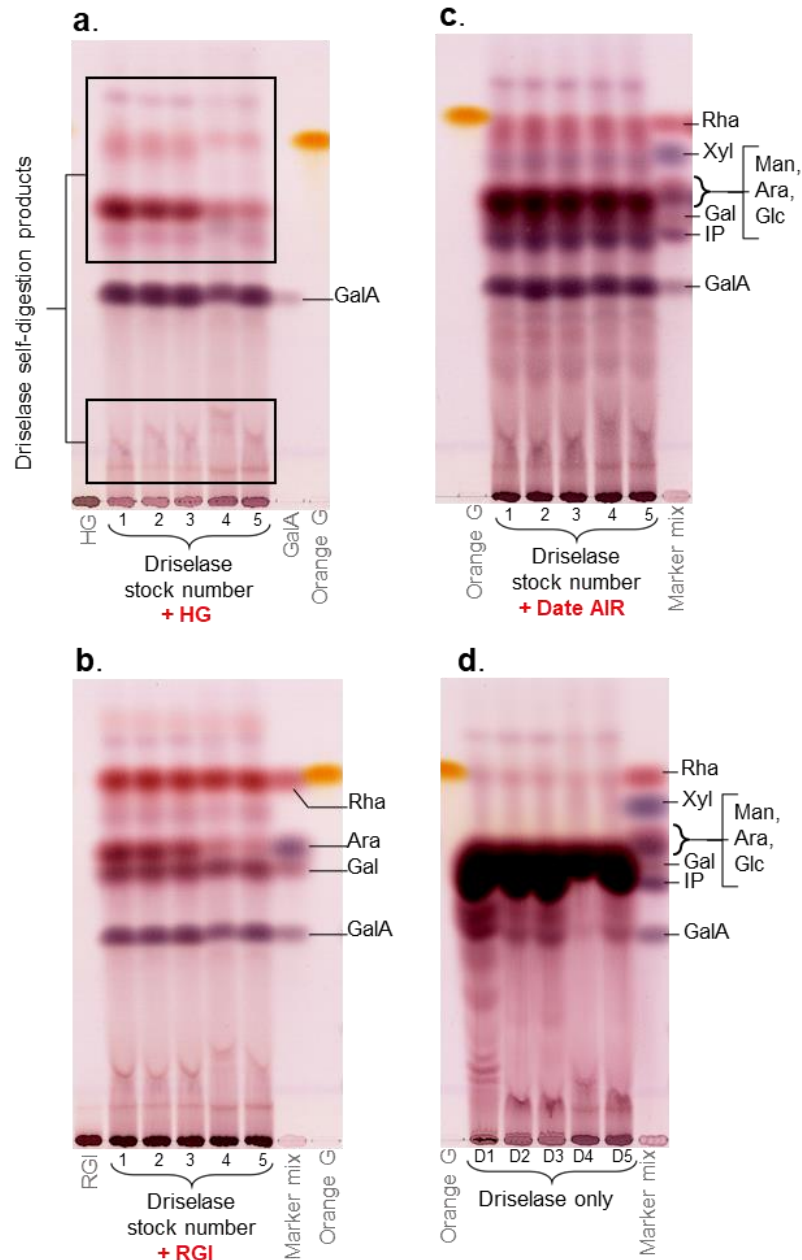 a.
Driselase self-digestion products
GalA
HG
1 2 3 4 5
GalA
Orange G
Driselase
stock number
+ HG
c.
Rha
Xyl
Man,
Ara,
Glc
Gal
IP
GalA
Orange G
1 2 3 4 5
Marker mix
Driselase
stock number
+ Date AIR
b.
Rha
Ara
Gal
GalA
RGI
1 2 3 4 5
Marker mix
Orange G
Driselase
stock number
+ RGI
d.
Rha
Xyl
Man,
Ara,
Glc
Gal
IP
GalA
Orange G
D1 D2 D3 D4 D5
Marker mix
Driselase only